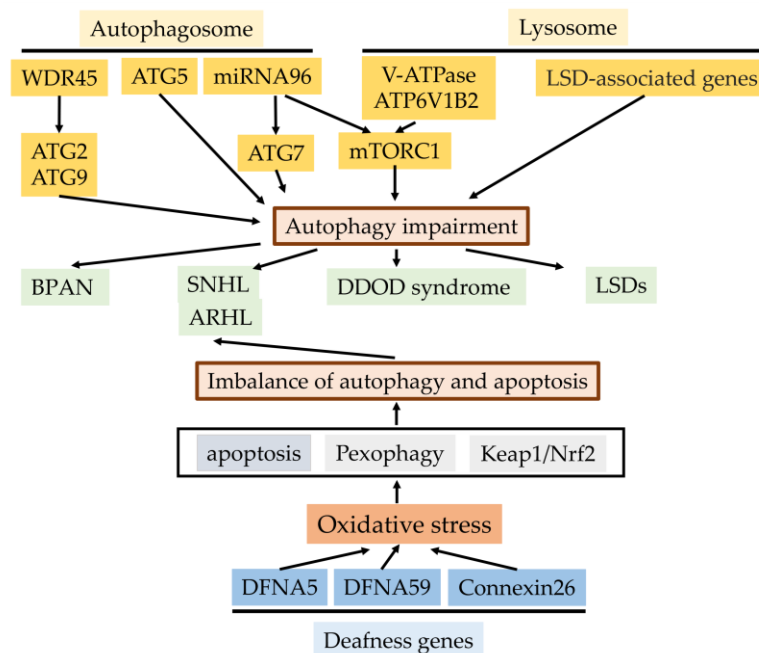 Autophagosome
Lysosome
WDR45
ATG5
miRNA96
V-ATPase
ATP6V1B2
LSD-associated genes
ATG2
ATG9
ATG7
mTORC1
Autophagy impairment
BPAN
SNHL
ARHL
DDOD syndrome
LSDs
Imbalance of autophagy and apoptosis
apoptosis
Pexophagy
Keap1/Nrf2
Oxidative stress
DFNA5
DFNA59
Connexin26
Deafness genes